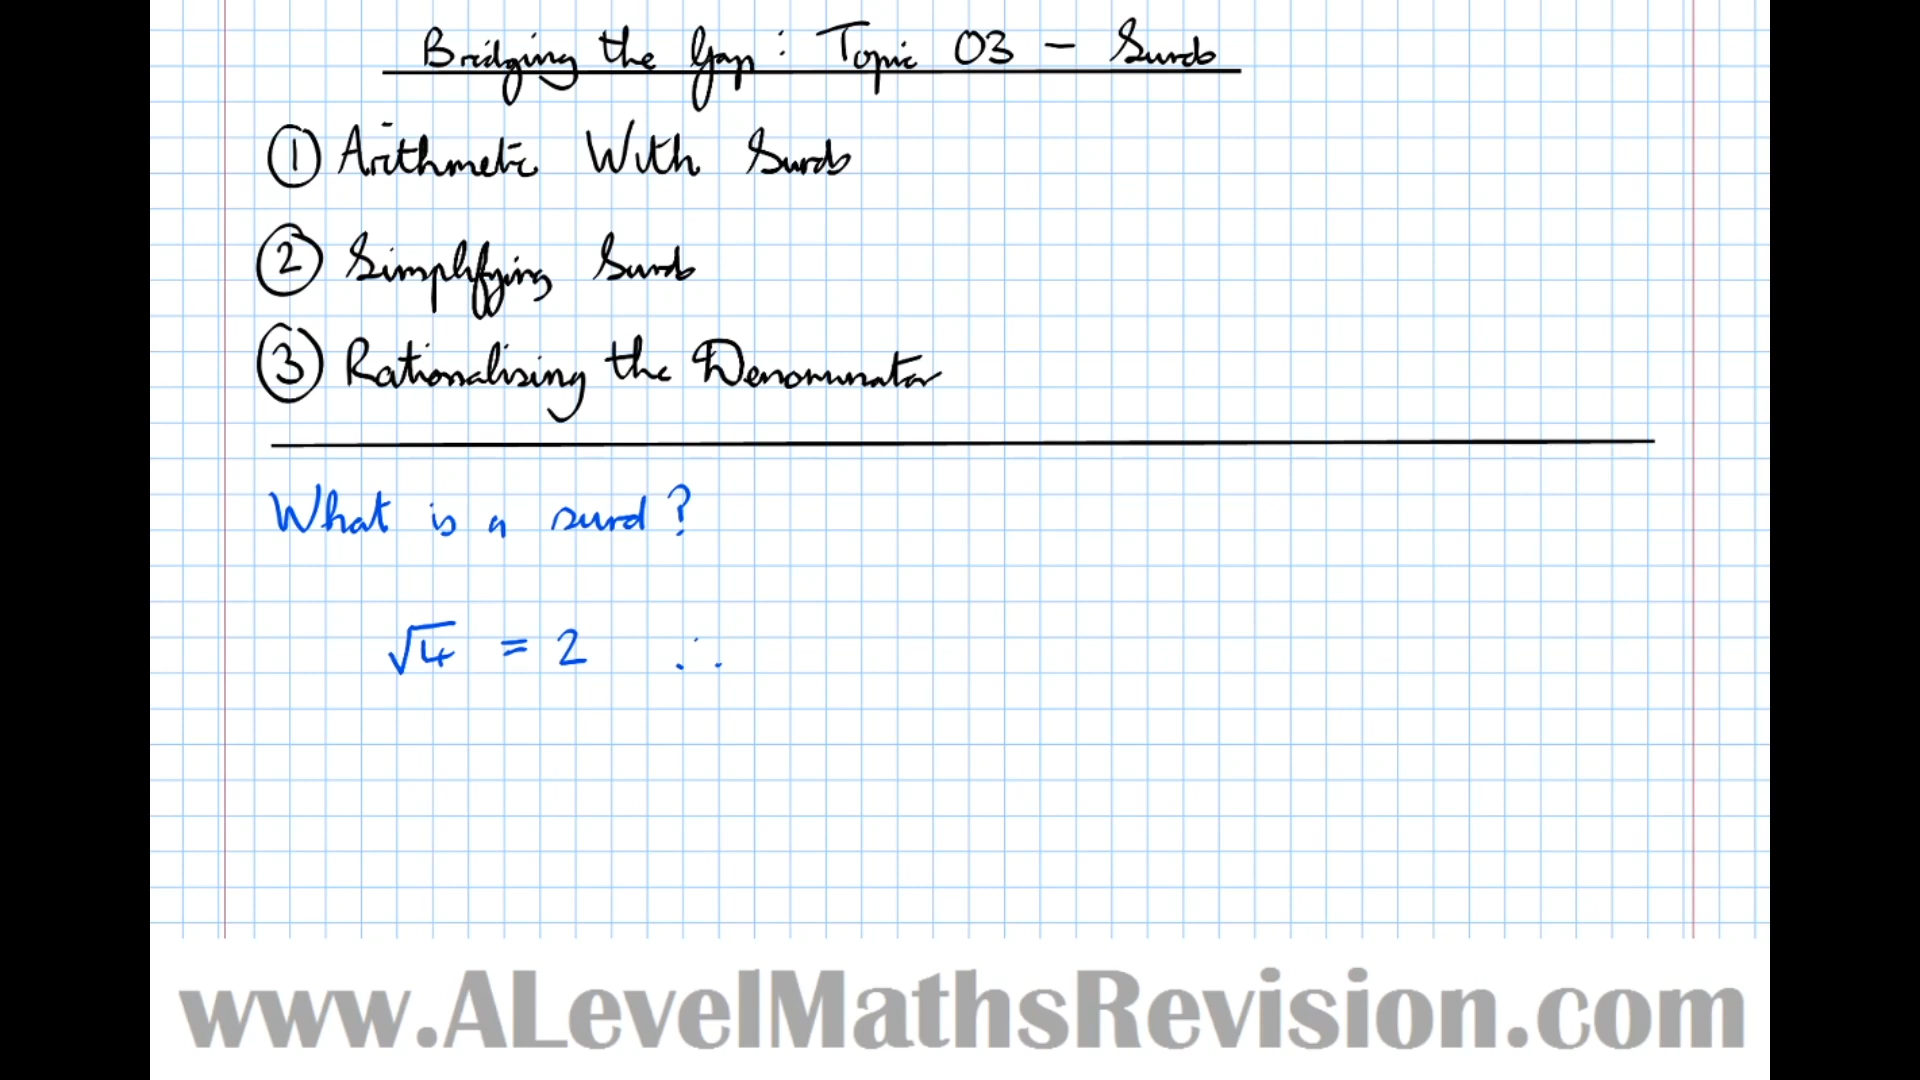 Bridging the Gap: Topic 03 - Surds
① Arithmetic With Surds
② Simplifying Surds
③ Rationalising the Denominator
What is a surd?
√4 = 2 ∴
www.ALevelMathsRevision.com